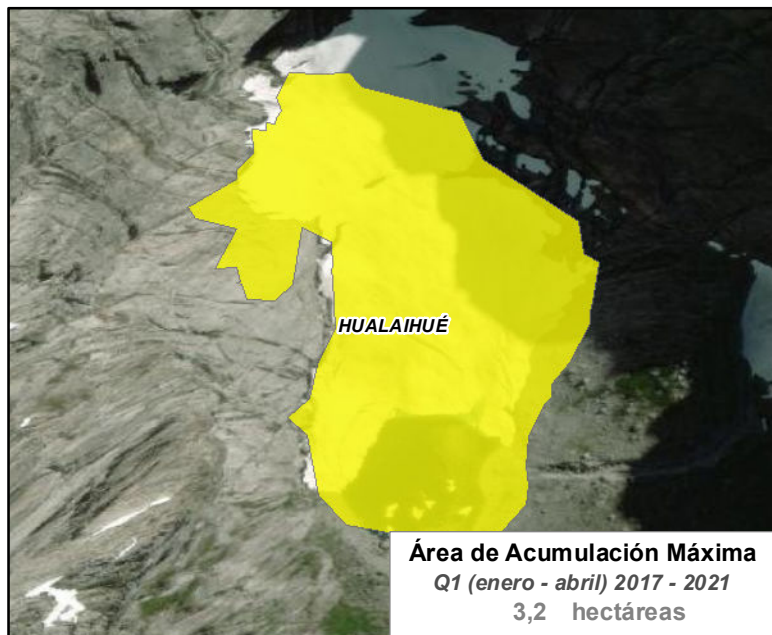 HUALAIHUÉ
Área de Acumulación Máxima
Q1 (enero - abril) 2017 - 2021
3,2 hectáreas